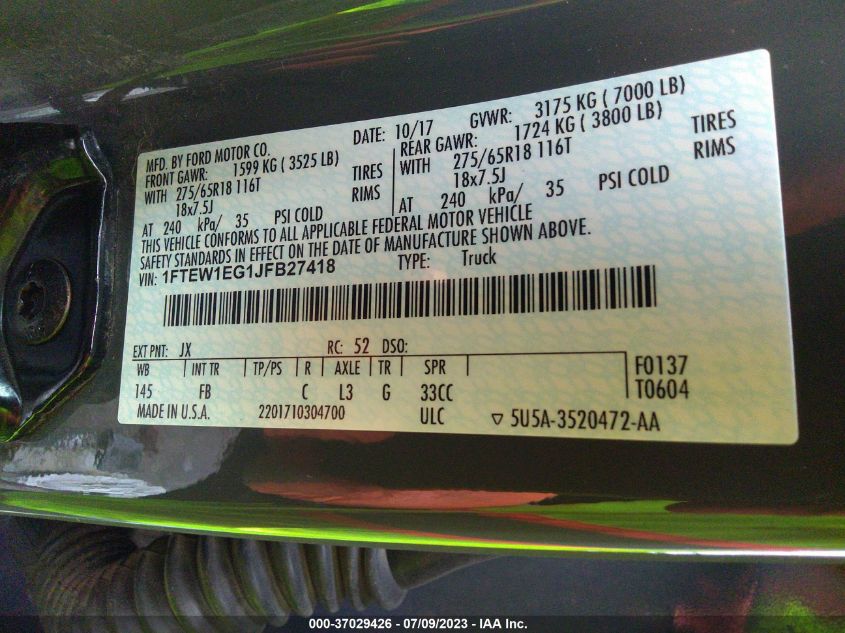 MFD. BY FORD MOTOR CO. DATE: 10/17 GVWR: 3175 KG ( 7000 LB)
FRONT GAWR: 1599 KG ( 3525 LB) REAR GAWR: 1724 KG ( 3800 LB)
WITH 275/65R18 116T TIRES WITH 275/65R18 116T TIRES
18x7.5J RIMS 18x7.5J RIMS
AT 240 kPa/ 35 PSI COLD AT 240 kPa/ 35 PSI COLD
THIS VEHICLE CONFORMS TO ALL APPLICABLE FEDERAL MOTOR VEHICLE
SAFETY STANDARDS IN EFFECT ON THE DATE OF MANUFACTURE SHOWN ABOVE.
VIN: 1FTEW1EG1JFB27418 TYPE: Truck
EXT PNT: JX RC: 52 DSO:
WB INT TR TP/PS R AXLE TR SPR F0137
145 FB C L3 G 33CC T0604
MADE IN U.S.A. 2201710304700 ULC ▽ 5U5A-3520472-AA
000-37029426 - 07/09/2023 - IAA Inc.